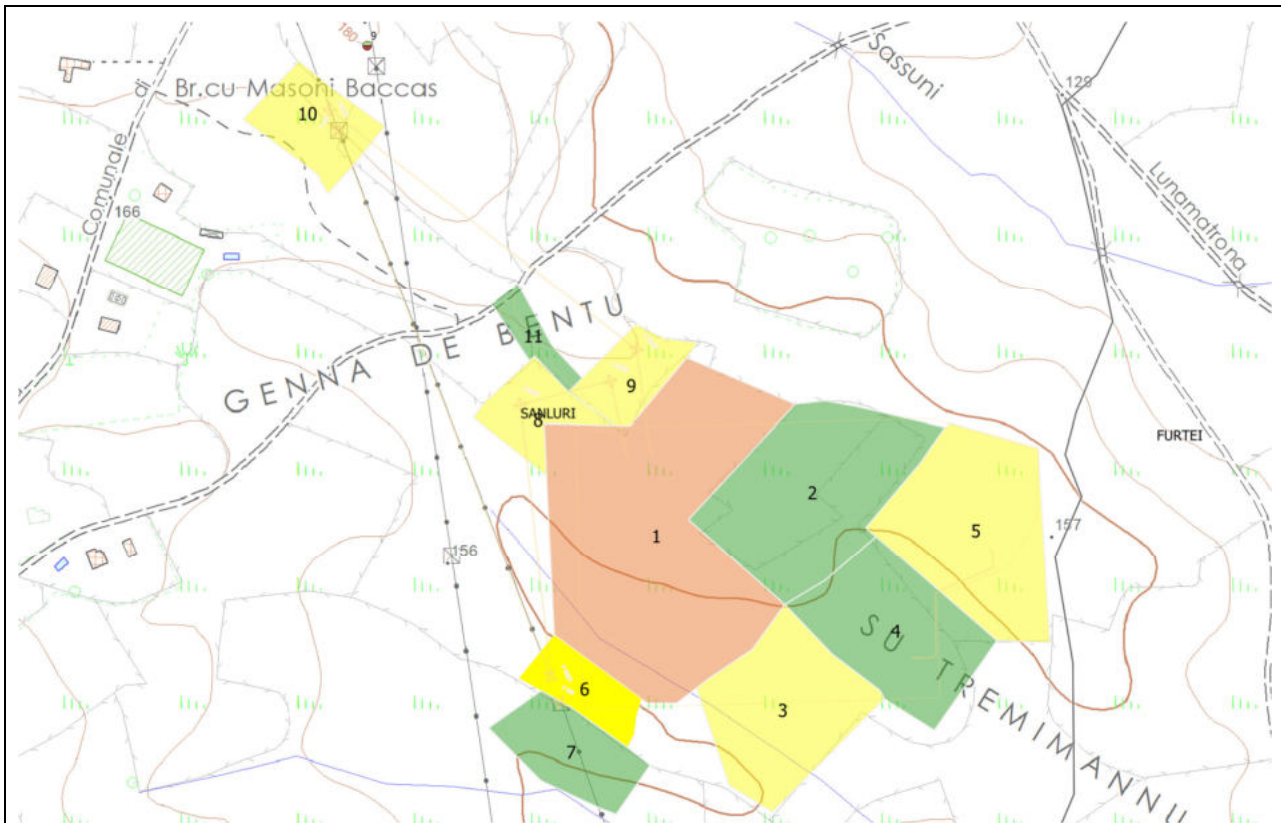 9
180
Br.cu Masoni Baccas
10
Sassuni
129
Comunale
166
Lunamatrona
11
GENNA DE BENTU
9
SANLURI
8
FURTEI
2
5
1
157
156
4
SU TREMIMANNU
6
3
7